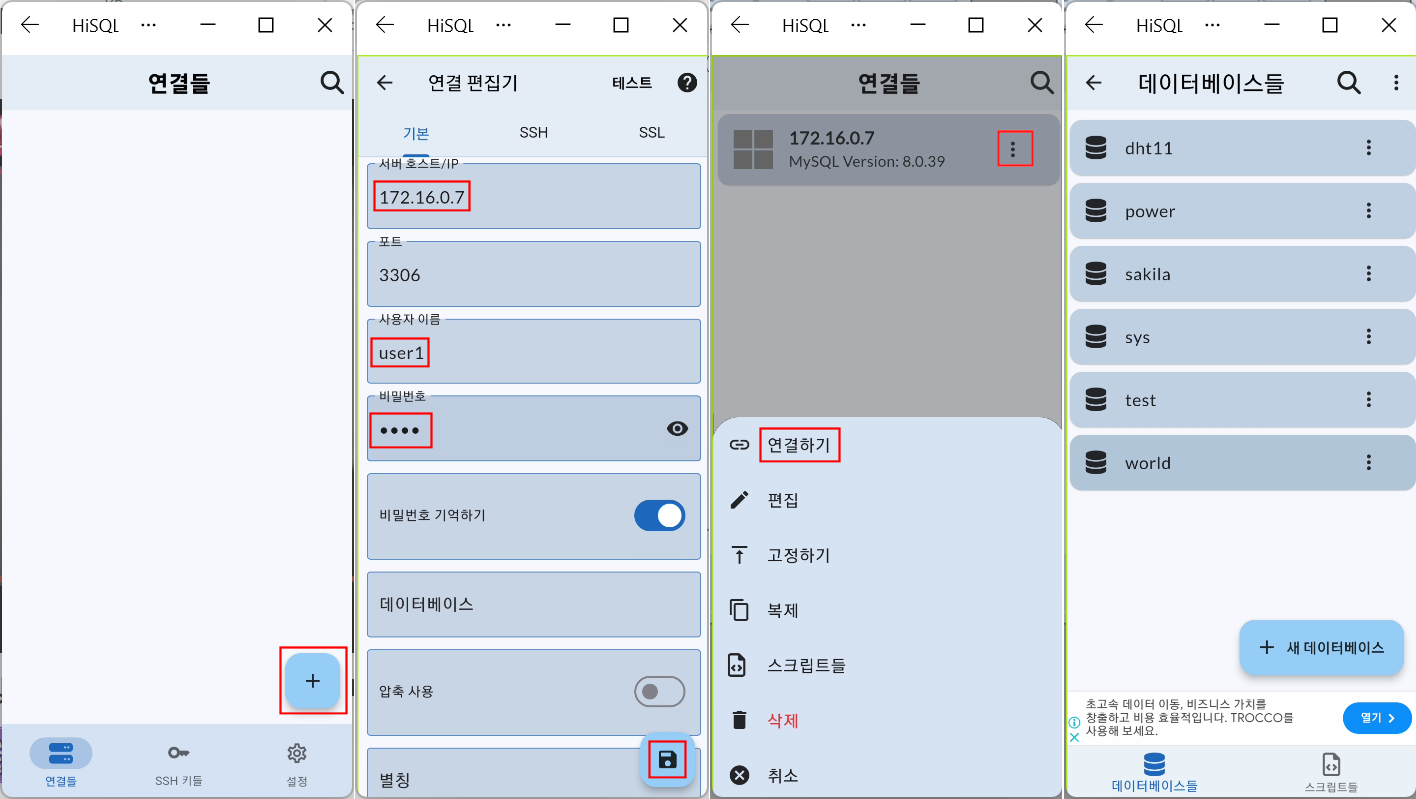 HiSQL ...
연결들
+
연결들
SSH 키들
설정
HiSQL ...
연결 편집기
테스트
?
기본
SSH
SSL
서버 호스트/IP
172.16.0.7
포트
3306
사용자 이름
user1
비밀번호
••••
비밀번호 기억하기
데이터베이스
압축 사용
별칭
HiSQL ...
연결들
172.16.0.7
MySQL Version: 8.0.39
연결하기
편집
고정하기
복제
스크립트들
삭제
취소
HiSQL ...
데이터베이스들
dht11
power
sakila
sys
test
world
+ 새 데이터베이스
초고속 데이터 이동, 비즈니스 가치를
창출하고 비용 효율적입니다. TROCCO를
사용해 보세요.
열기 >
데이터베이스들
스크립트들